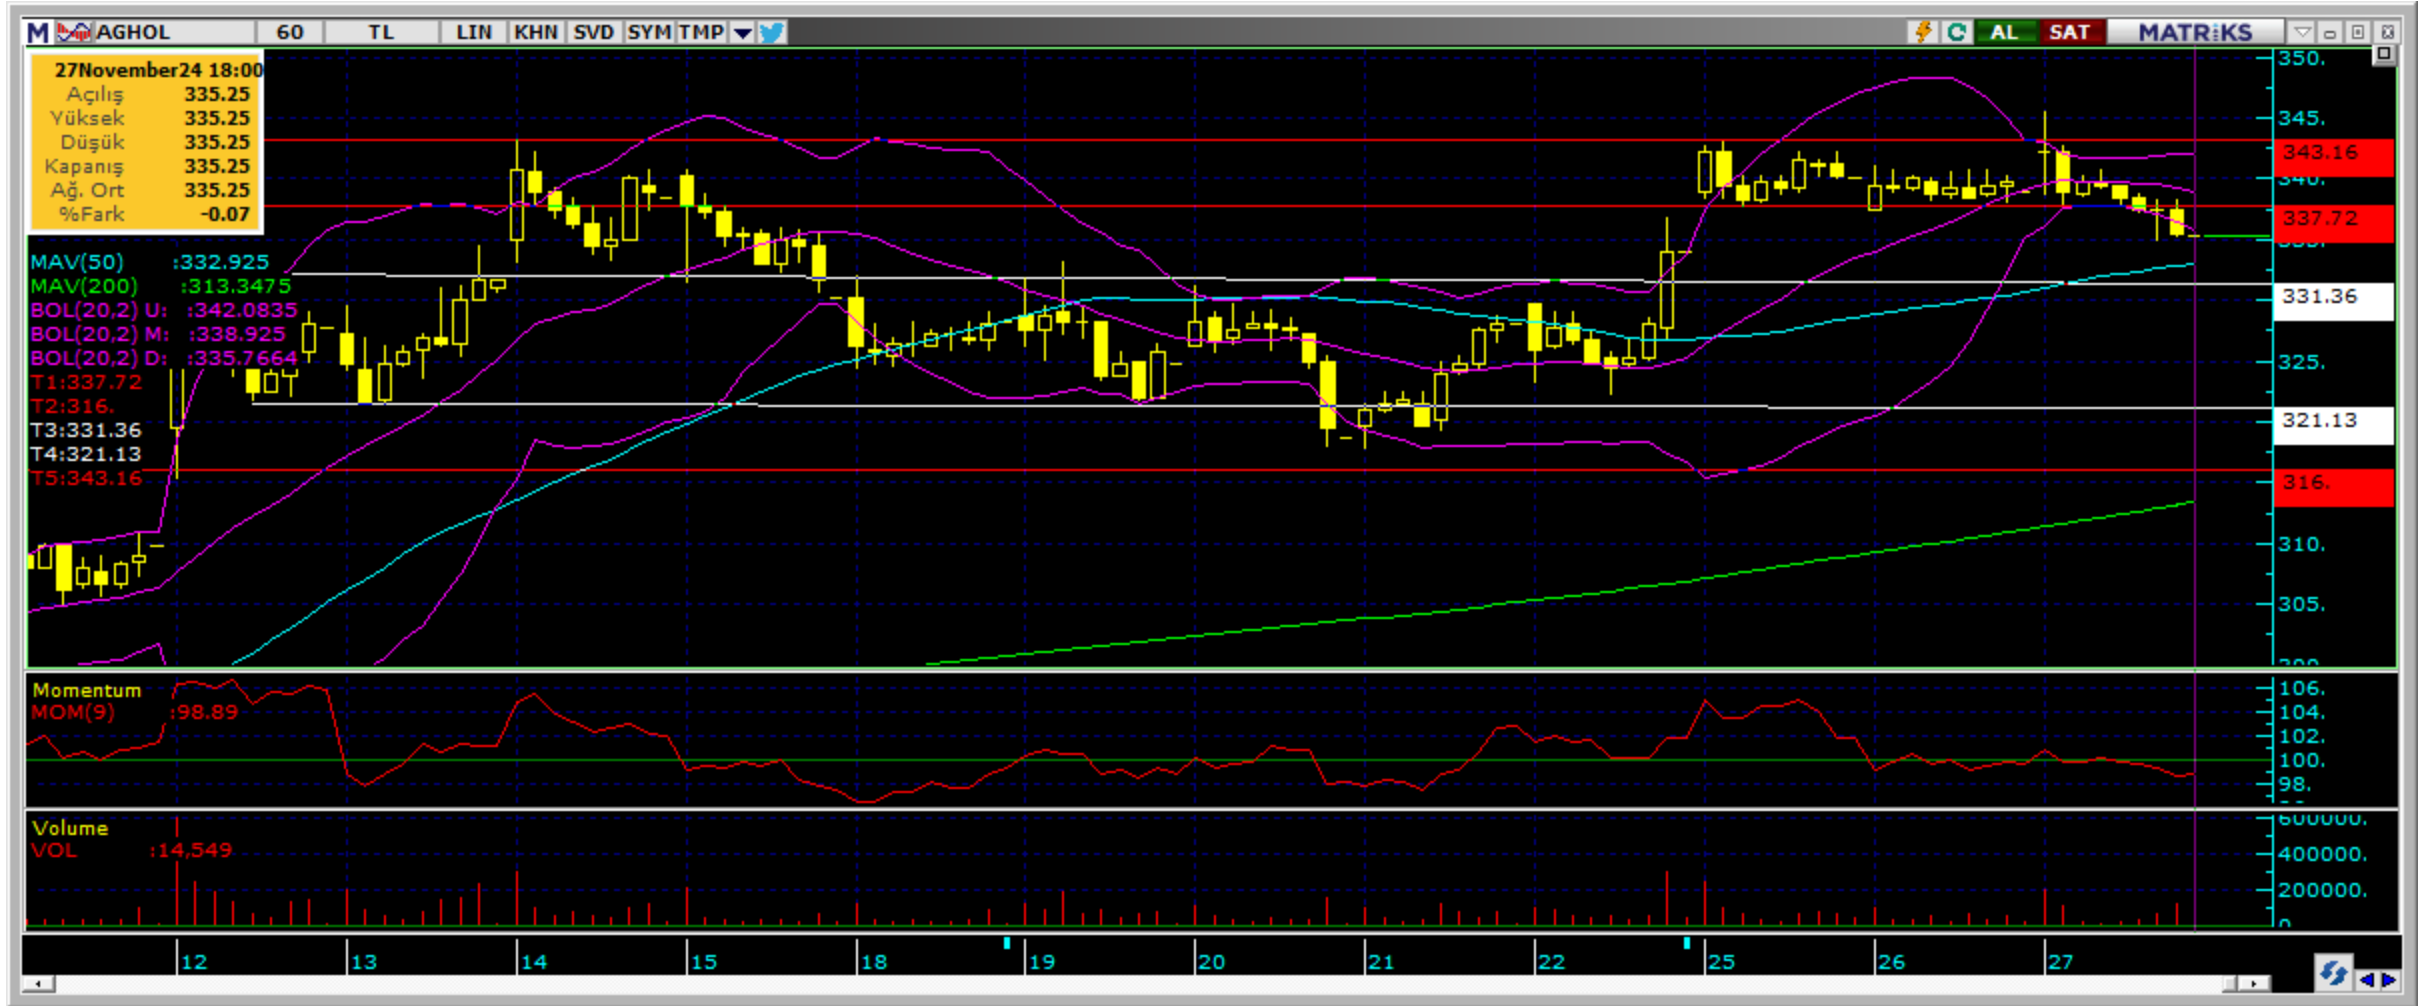 M AGHOL 60 TL LIN KHN SVD SYM TMP AL SAT MATRiKS
27November24 18:00
Açılış 335.25
Yüksek 335.25
Düşük 335.25
Kapanış 335.25
Ağ. Ort 335.25
%Fark -0.07
MAV(50) :332.925
MAV(200) :313.3475
BOL(20,2) U: :342.0835
BOL(20,2) M: :338.925
BOL(20,2) D: :335.7664
T1:337.72
T2:316.
T3:331.36
T4:321.13
T5:343.16
350.
345.
343.16
340.
337.72
335.
331.36
325.
321.13
316.
310.
305.
300.
Momentum
MOM(9) :98.89
106.
104.
102.
100.
98.
Volume
VOL :14,549
600000.
400000.
200000.
0.
12 13 14 15 18 19 20 21 22 25 26 27